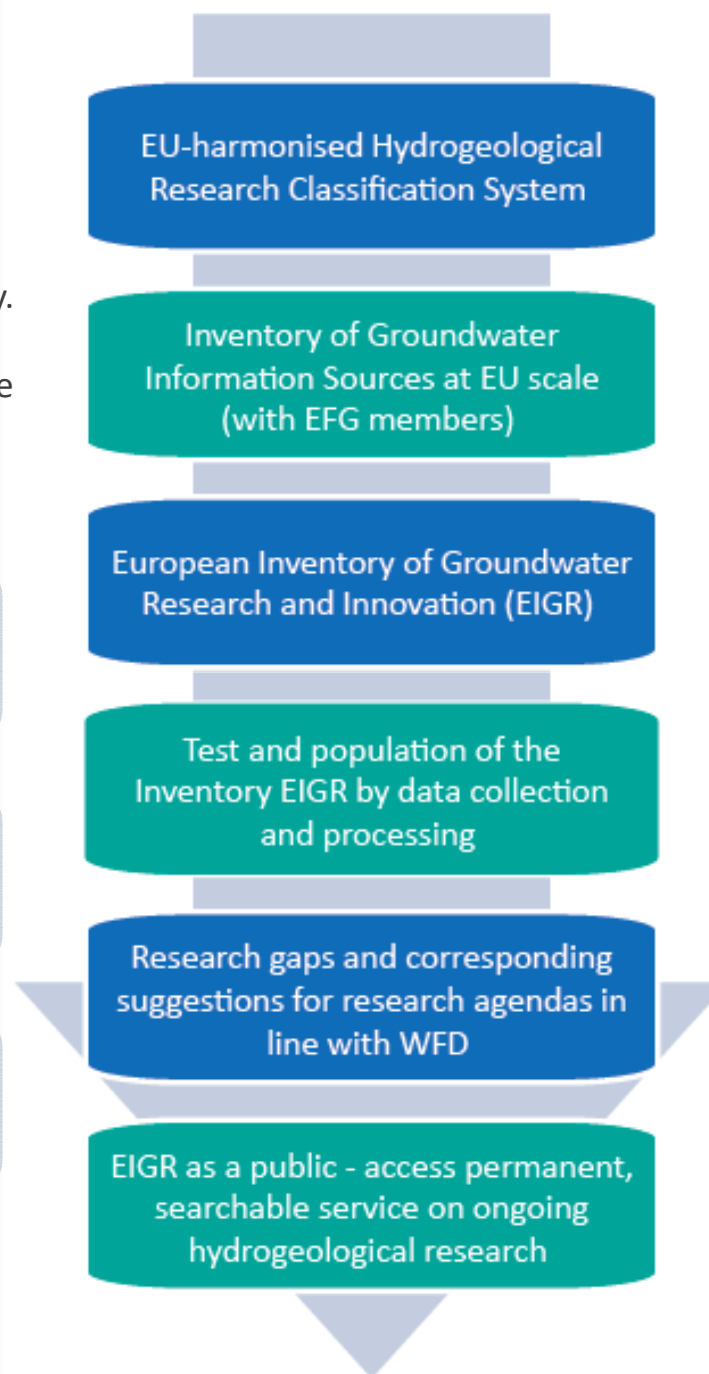 EU-harmonised Hydrogeological
Research Classification System
y.
Inventory of Groundwater
Information Sources at EU scale
(with EFG members)
e
European Inventory of Groundwater
Research and Innovation (EIGR)
Test and population of the
Inventory EIGR by data collection
and processing
Research gaps and corresponding
suggestions for research agendas in
line with WFD
EIGR as a public - access permanent,
searchable service on ongoing
hydrogeological research